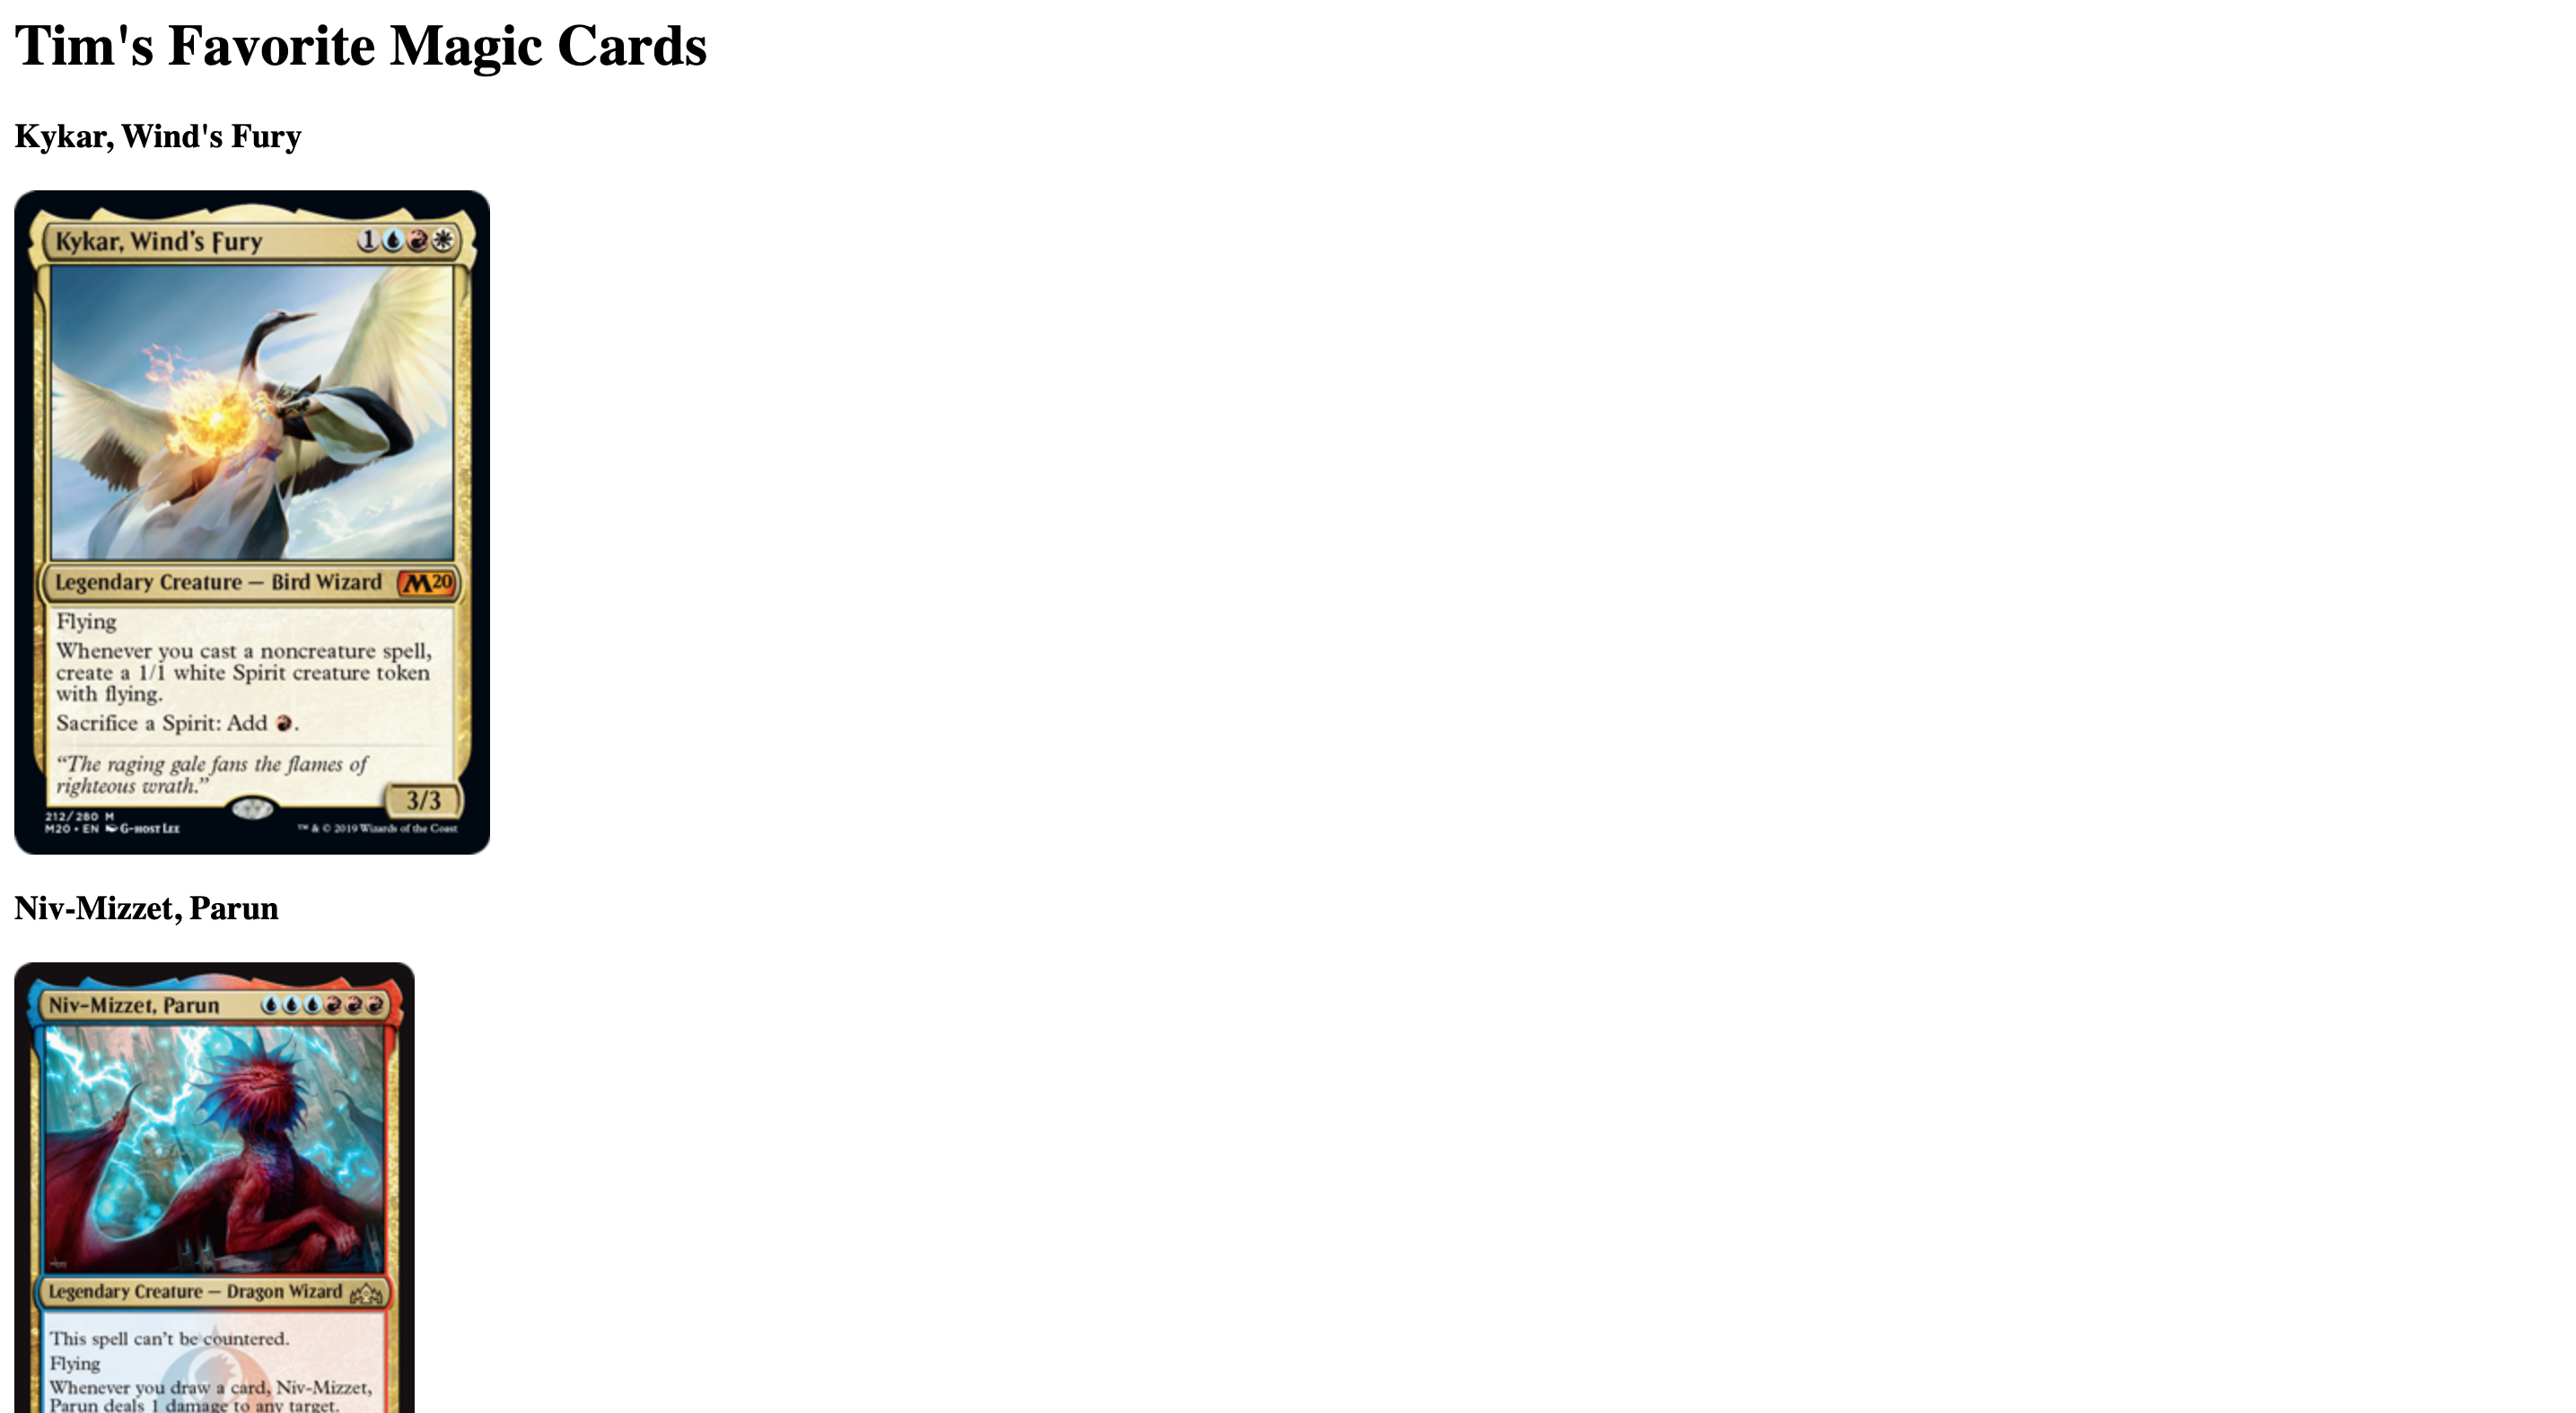 Tim's Favorite Magic Cards
Kykar, Wind's Fury
Kykar, Wind's Fury 1
Legendary Creature — Bird Wizard M20
Flying
Whenever you cast a noncreature spell,
create a 1/1 white Spirit creature token
with flying.
Sacrifice a Spirit: Add .
“The raging gale fans the flames of
righteous wrath.”
3/3
212/280 M
M20 • EN G-host Lee
™ & © 2019 Wizards of the Coast
Niv-Mizzet, Parun
Niv-Mizzet, Parun
Legendary Creature — Dragon Wizard
This spell can't be countered.
Flying
Whenever you draw a card, Niv-Mizzet,
Parun deals 1 damage to any target.